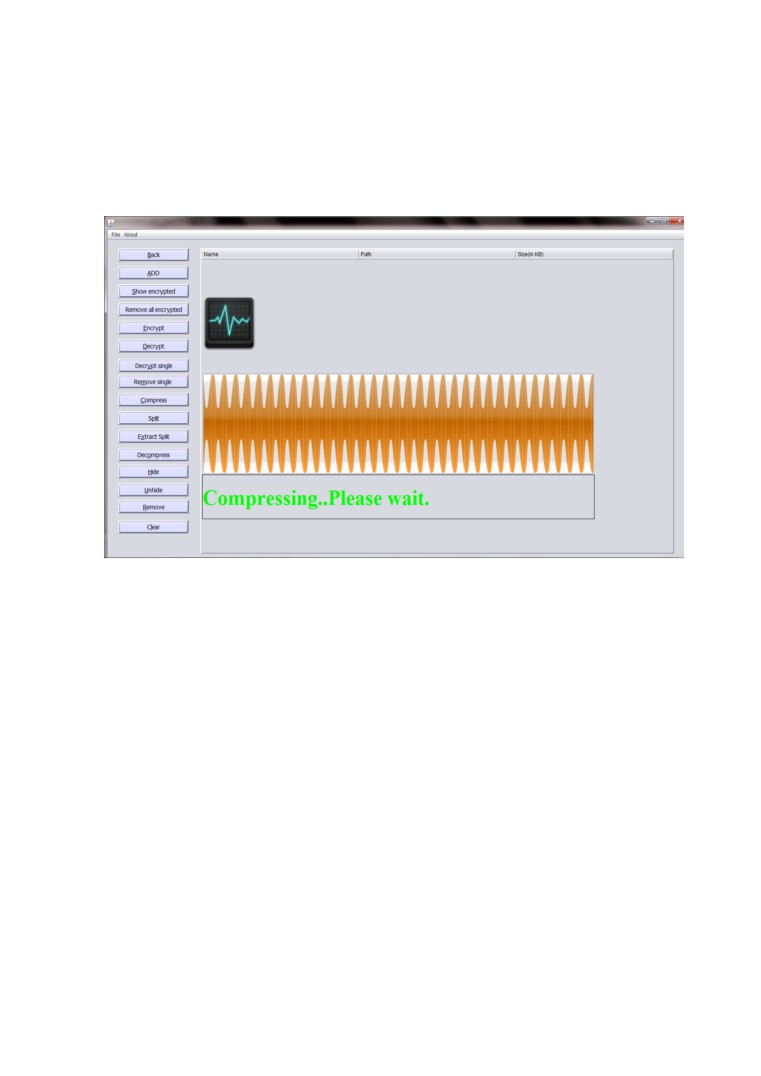 File About
Back
Name Path Size(in KB)
ADD
Show encrypted
Remove all encrypted
Encrypt
Decrypt
Decrypt single
Remove single
Compress
Split
Extract Split
Decompress
Hide
Unhide
Remove
Clear
Compressing..Please wait.